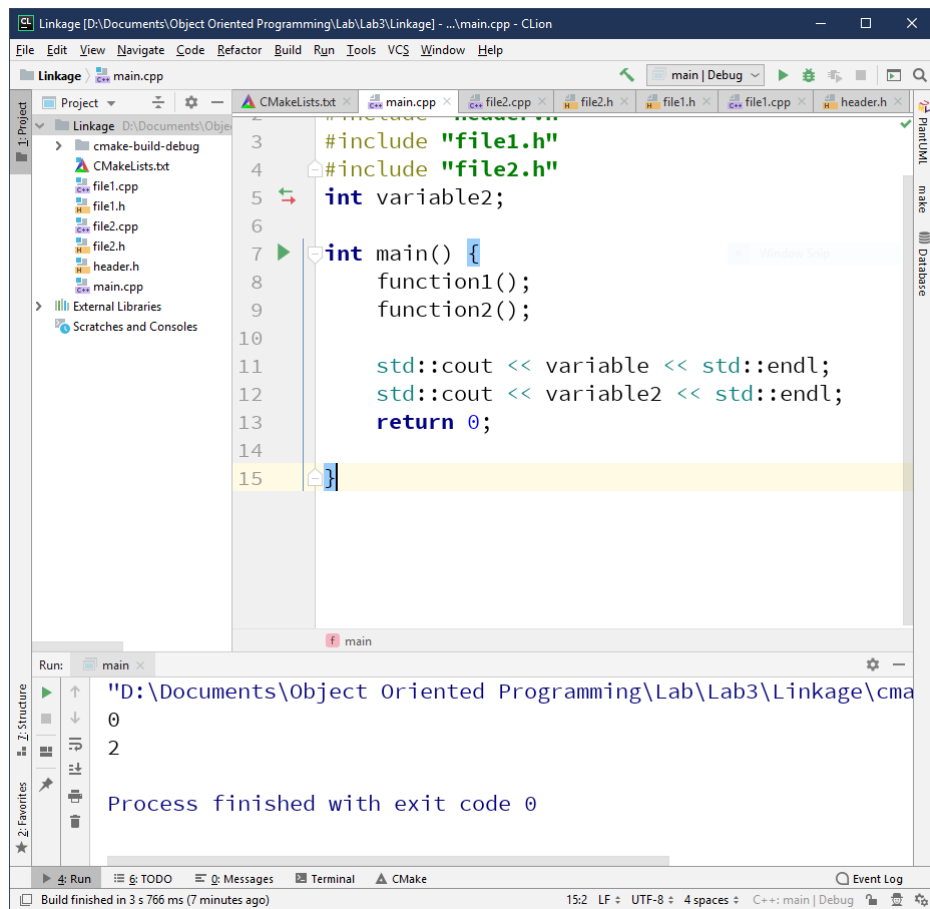 Linkage [D:\Documents\Object Oriented Programming\Lab\Lab3\Linkage] - ...\main.cpp - CLion
File Edit View Navigate Code Refactor Build Run Tools VCS Window Help
Linkage main.cpp main | Debug
1: Project
Project
CMakeLists.txt main.cpp file2.cpp file2.h file1.h file1.cpp header.h
Linkage D:\Documents\Obje
cmake-build-debug
CMakeLists.txt
file1.cpp
file1.h
file2.cpp
file2.h
header.h
main.cpp
External Libraries
Scratches and Consoles
3 #include "file1.h"
4 #include "file2.h"
5 int variable2;
6
7 int main() {
8 function1();
9 function2();
10
11 std::cout << variable << std::endl;
12 std::cout << variable2 << std::endl;
13 return 0;
14
15 }
f main
PlantUML
make
Database
Run: main
"D:\Documents\Object Oriented Programming\Lab\Lab3\Linkage\cma
0
2
Process finished with exit code 0
7: Structure
2: Favorites
4: Run 6: TODO 0: Messages Terminal CMake Event Log
Build finished in 3 s 766 ms (7 minutes ago) 15:2 LF UTF-8 4 spaces C++: main | Debug